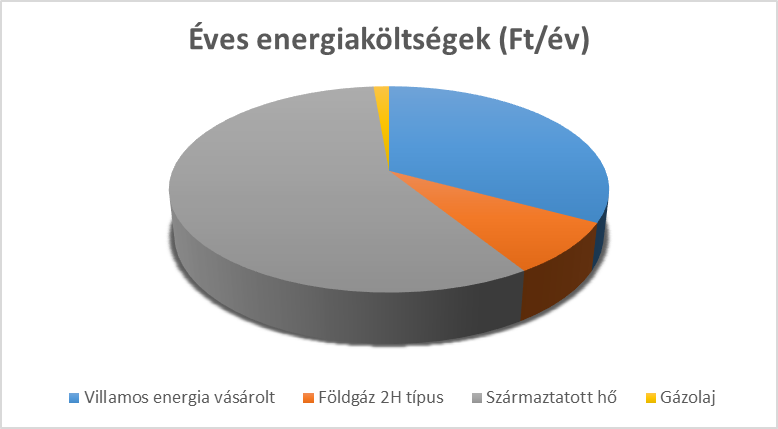 Éves energiaköltségek (Ft/év)
Villamos energia vásárolt Földgáz 2H típus Származtatott hő Gázolaj